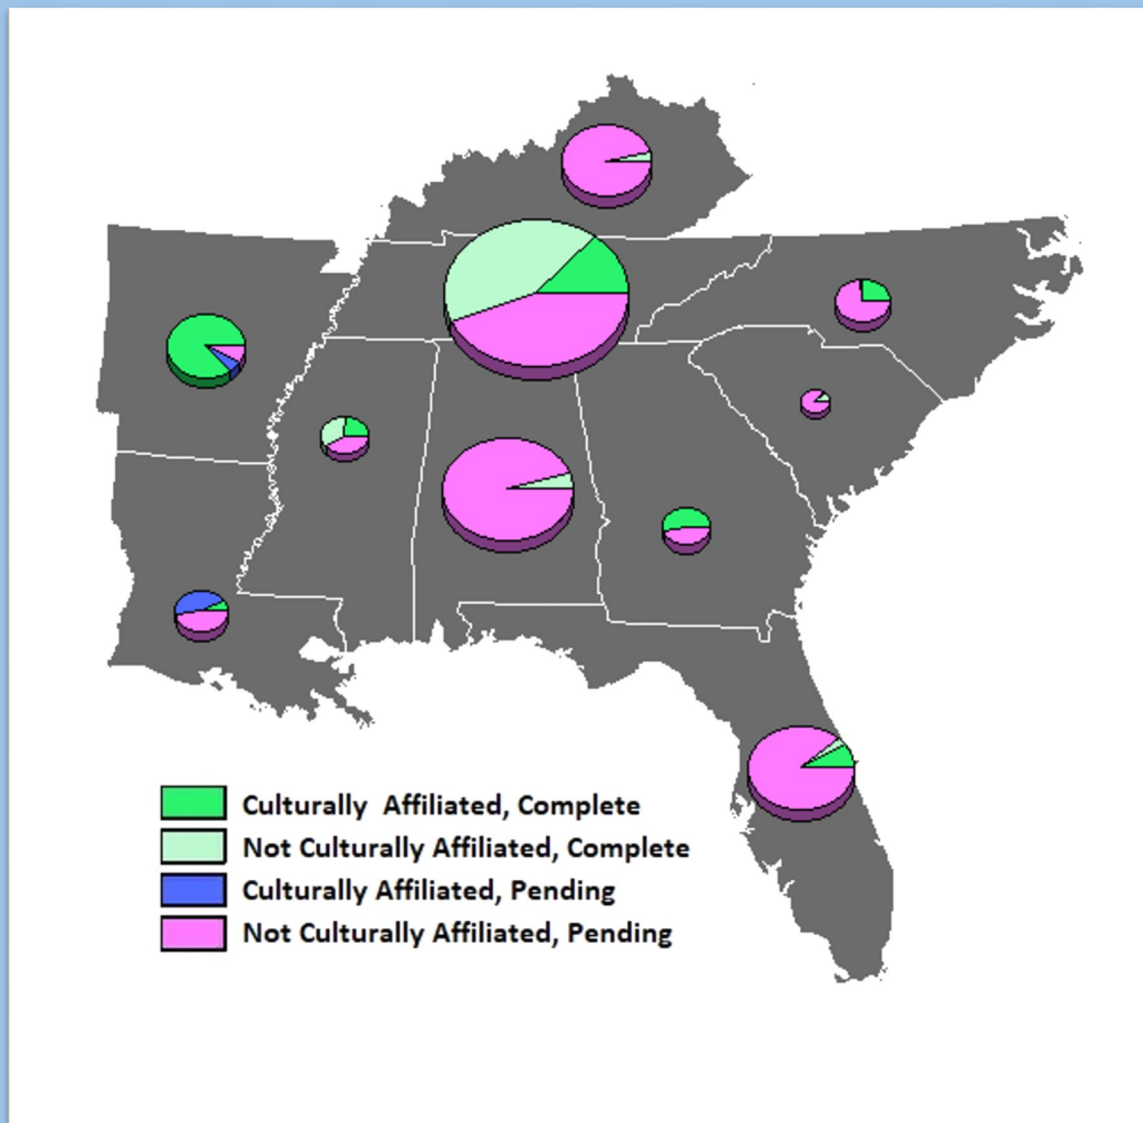 Culturally Affiliated, Complete
Not Culturally Affiliated, Complete
Culturally Affiliated, Pending
Not Culturally Affiliated, Pending